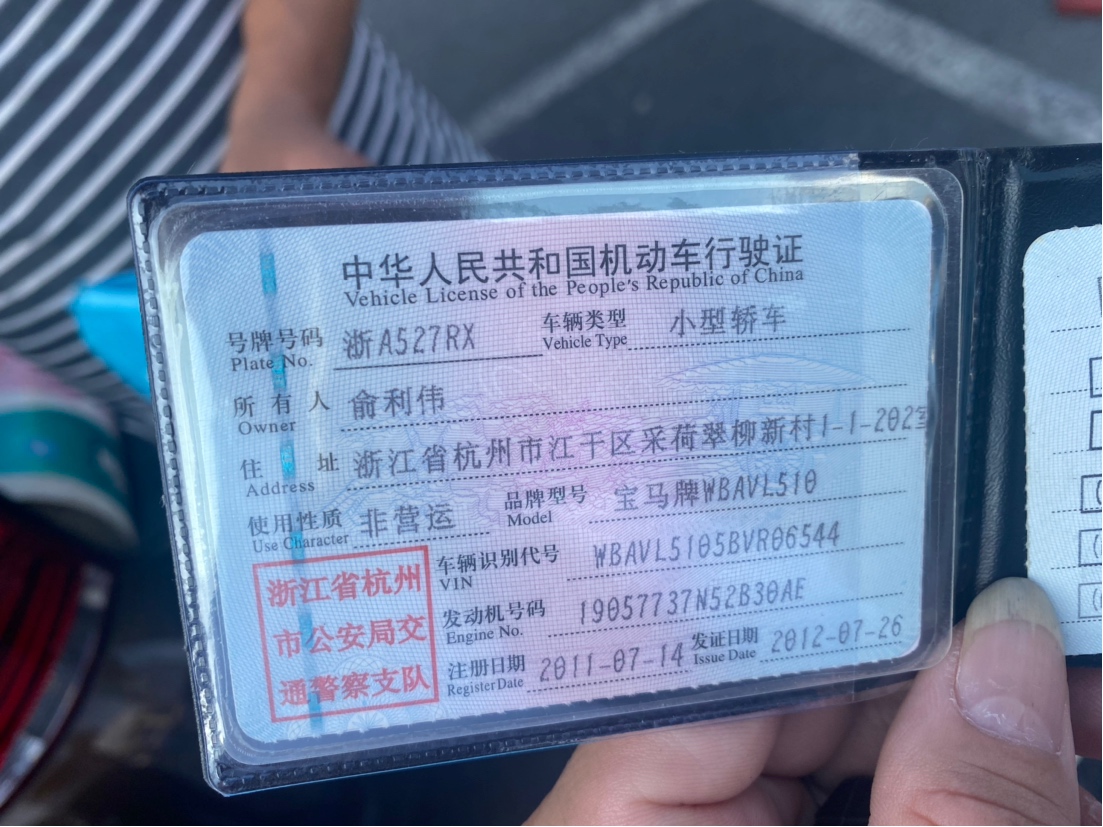 中华人民共和国机动车行驶证
Vehicle License of the People's Republic of China
号牌号码 浙A527RX 车辆类型 小型轿车
Plate No. Vehicle Type
所有人 俞利伟
Owner
住址 浙江省杭州市江干区采荷翠柳新村1-1-202室
Address
使用性质 非营运 品牌型号 宝马牌WBAVL510
Use Character Model
车辆识别代号 WBAVL5105BVR06544
VIN
发动机号码 19057737N52B30AE
Engine No.
注册日期 2011-07-14 发证日期 2012-07-26
Register Date Issue Date
浙江省杭州
市公安局交
通警察支队